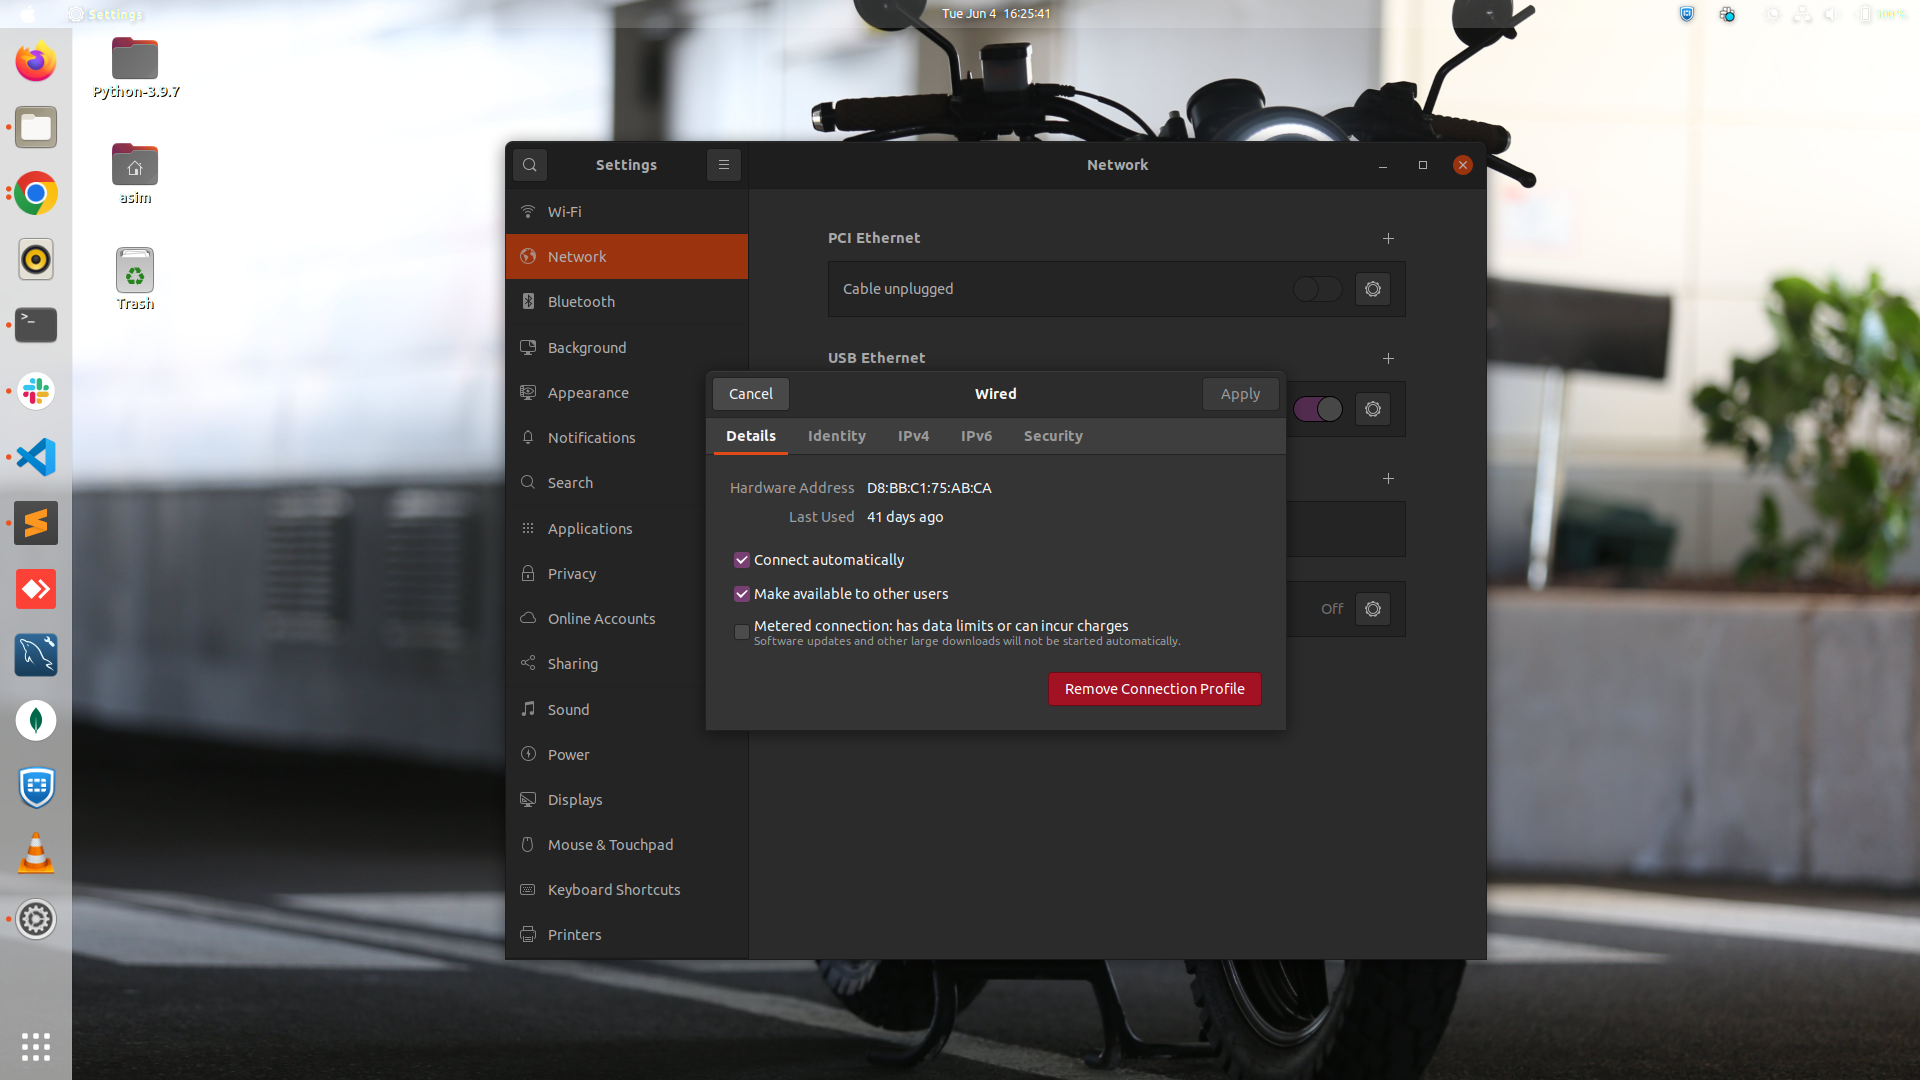 Settings
Tue Jun 4 16:25:41
100 %
Python-3.9.7
asim
Trash
Settings
Network
Wi-Fi
Network
Bluetooth
Background
Appearance
Notifications
Search
Applications
Privacy
Online Accounts
Sharing
Sound
Power
Displays
Mouse & Touchpad
Keyboard Shortcuts
Printers
PCI Ethernet
Cable unplugged
USB Ethernet
Off
Cancel
Wired
Apply
Details
Identity
IPv4
IPv6
Security
Hardware Address D8:BB:C1:75:AB:CA
Last Used 41 days ago
Connect automatically
Make available to other users
Metered connection: has data limits or can incur charges
Software updates and other large downloads will not be started automatically.
Remove Connection Profile